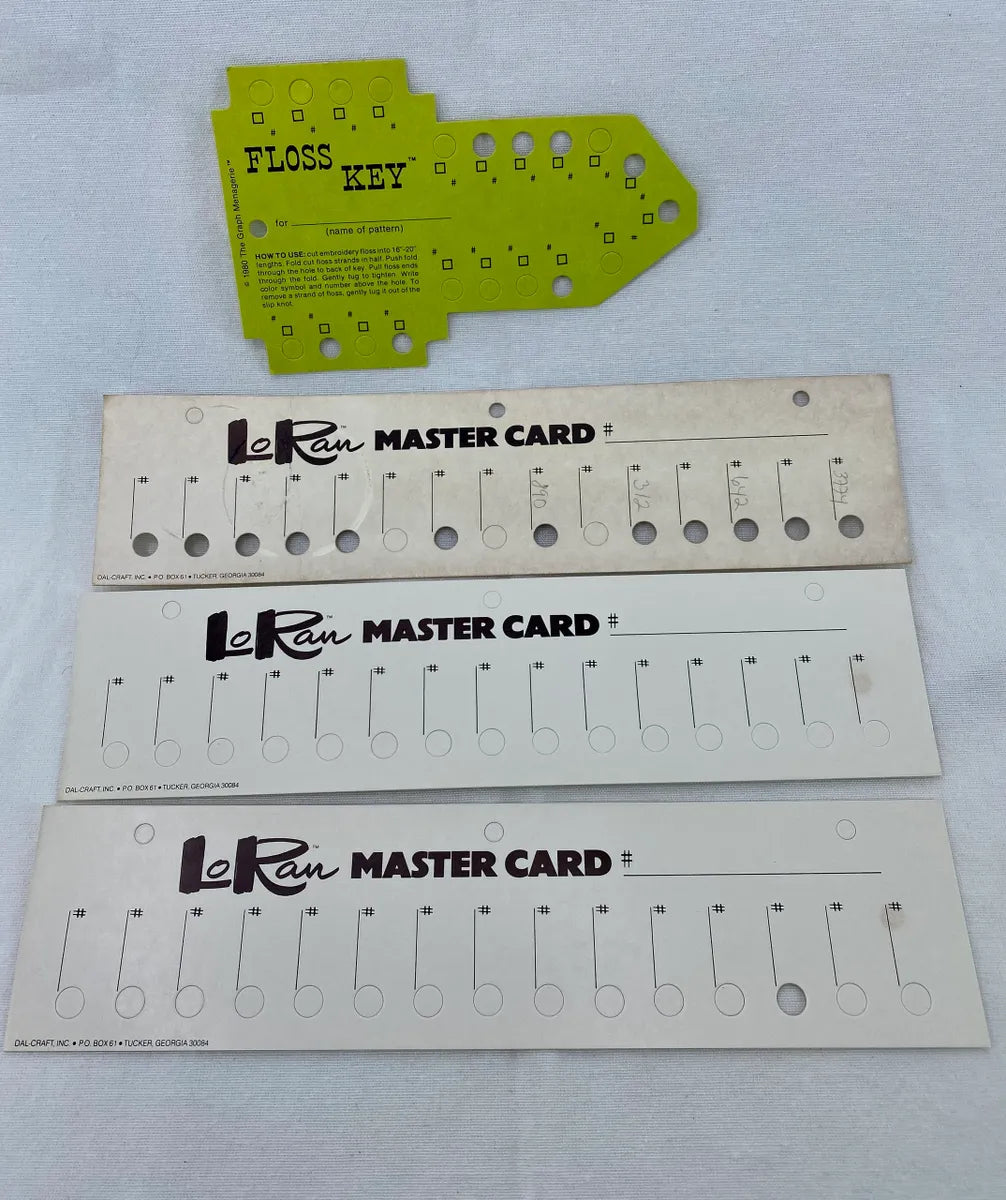 # # # #
FLOSS
KEY™
# # # # #
© 1980 The Graph Menagerie™
for
(name of pattern)
HOW TO USE: cut embroidery floss into 16"-20"
lengths. Fold cut floss strands in half. Push fold
through the hole to back of key. Pull floss ends
through the fold. Gently tug to tighten. Write
color symbol and number above the hole. To
remove a strand of floss, gently tug it out of the
slip knot.
# # # # # #
# # # #
LoRan™ MASTER CARD #
# # # # # # # # # # # # # # #
890 312 642
DAL-CRAFT, INC. • P.O. BOX 61 • TUCKER, GEORGIA 30084
LoRan™ MASTER CARD #
# # # # # # # # # # # # # # #
DAL-CRAFT, INC. • P.O. BOX 61 • TUCKER, GEORGIA 30084
LoRan™ MASTER CARD #
# # # # # # # # # # # # # # #
DAL-CRAFT, INC. • P.O. BOX 61 • TUCKER, GEORGIA 30084